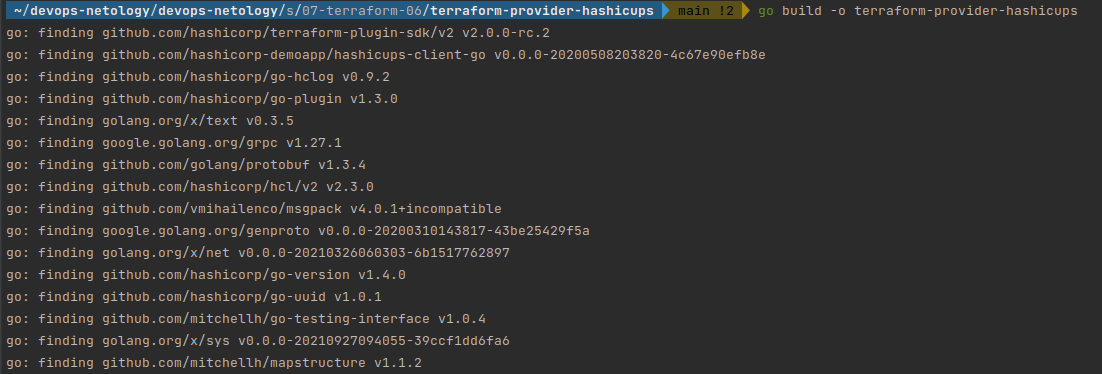 ~/devops-netology/devops-netology/s/07-terraform-06/terraform-provider-hashicups main !2 go build -o terraform-provider-hashicups
go: finding github.com/hashicorp/terraform-plugin-sdk/v2 v2.0.0-rc.2
go: finding github.com/hashicorp-demoapp/hashicups-client-go v0.0.0-20200508203820-4c67e90efb8e
go: finding github.com/hashicorp/go-hclog v0.9.2
go: finding github.com/hashicorp/go-plugin v1.3.0
go: finding golang.org/x/text v0.3.5
go: finding google.golang.org/grpc v1.27.1
go: finding github.com/golang/protobuf v1.3.4
go: finding github.com/hashicorp/hcl/v2 v2.3.0
go: finding github.com/vmihailenco/msgpack v4.0.1+incompatible
go: finding google.golang.org/genproto v0.0.0-20200310143817-43be25429f5a
go: finding golang.org/x/net v0.0.0-20210326060303-6b1517762897
go: finding github.com/hashicorp/go-version v1.4.0
go: finding github.com/hashicorp/go-uuid v1.0.1
go: finding github.com/mitchellh/go-testing-interface v1.0.4
go: finding golang.org/x/sys v0.0.0-20210927094055-39ccf1dd6fa6
go: finding github.com/mitchellh/mapstructure v1.1.2